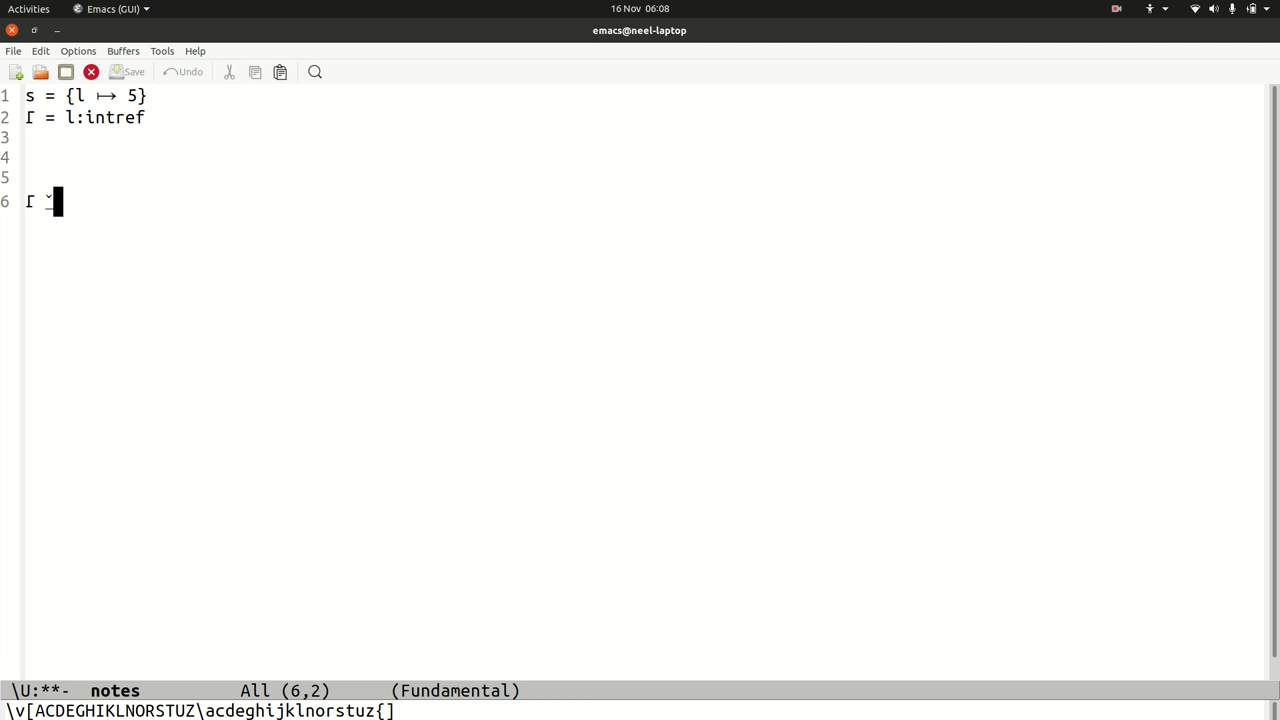 Activities Emacs (GUI) 16 Nov 06:08
emacs@neel-laptop
File Edit Options Buffers Tools Help
Save Undo
1 s = {l ↦ 5}
2 Γ = l:intref
3
4
5
6 Γ ˇ
\U:**- notes All (6,2) (Fundamental)
\v[ACDEGHIKLNORSTUZ\acdeghijklnorstuz{]